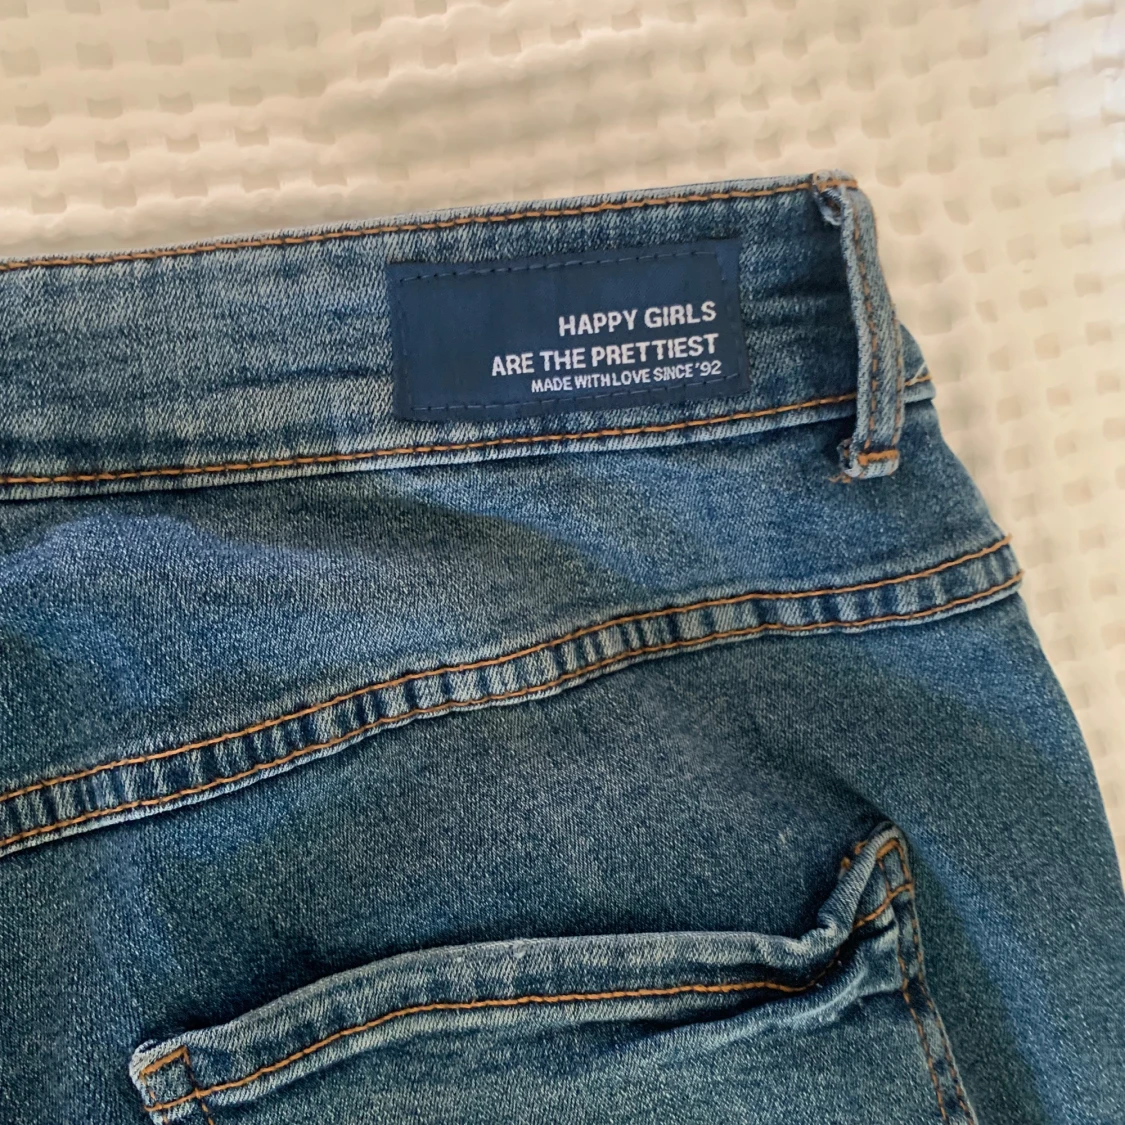 HAPPY GIRLS
ARE THE PRETTIEST
MADE WITH LOVE SINCE '92